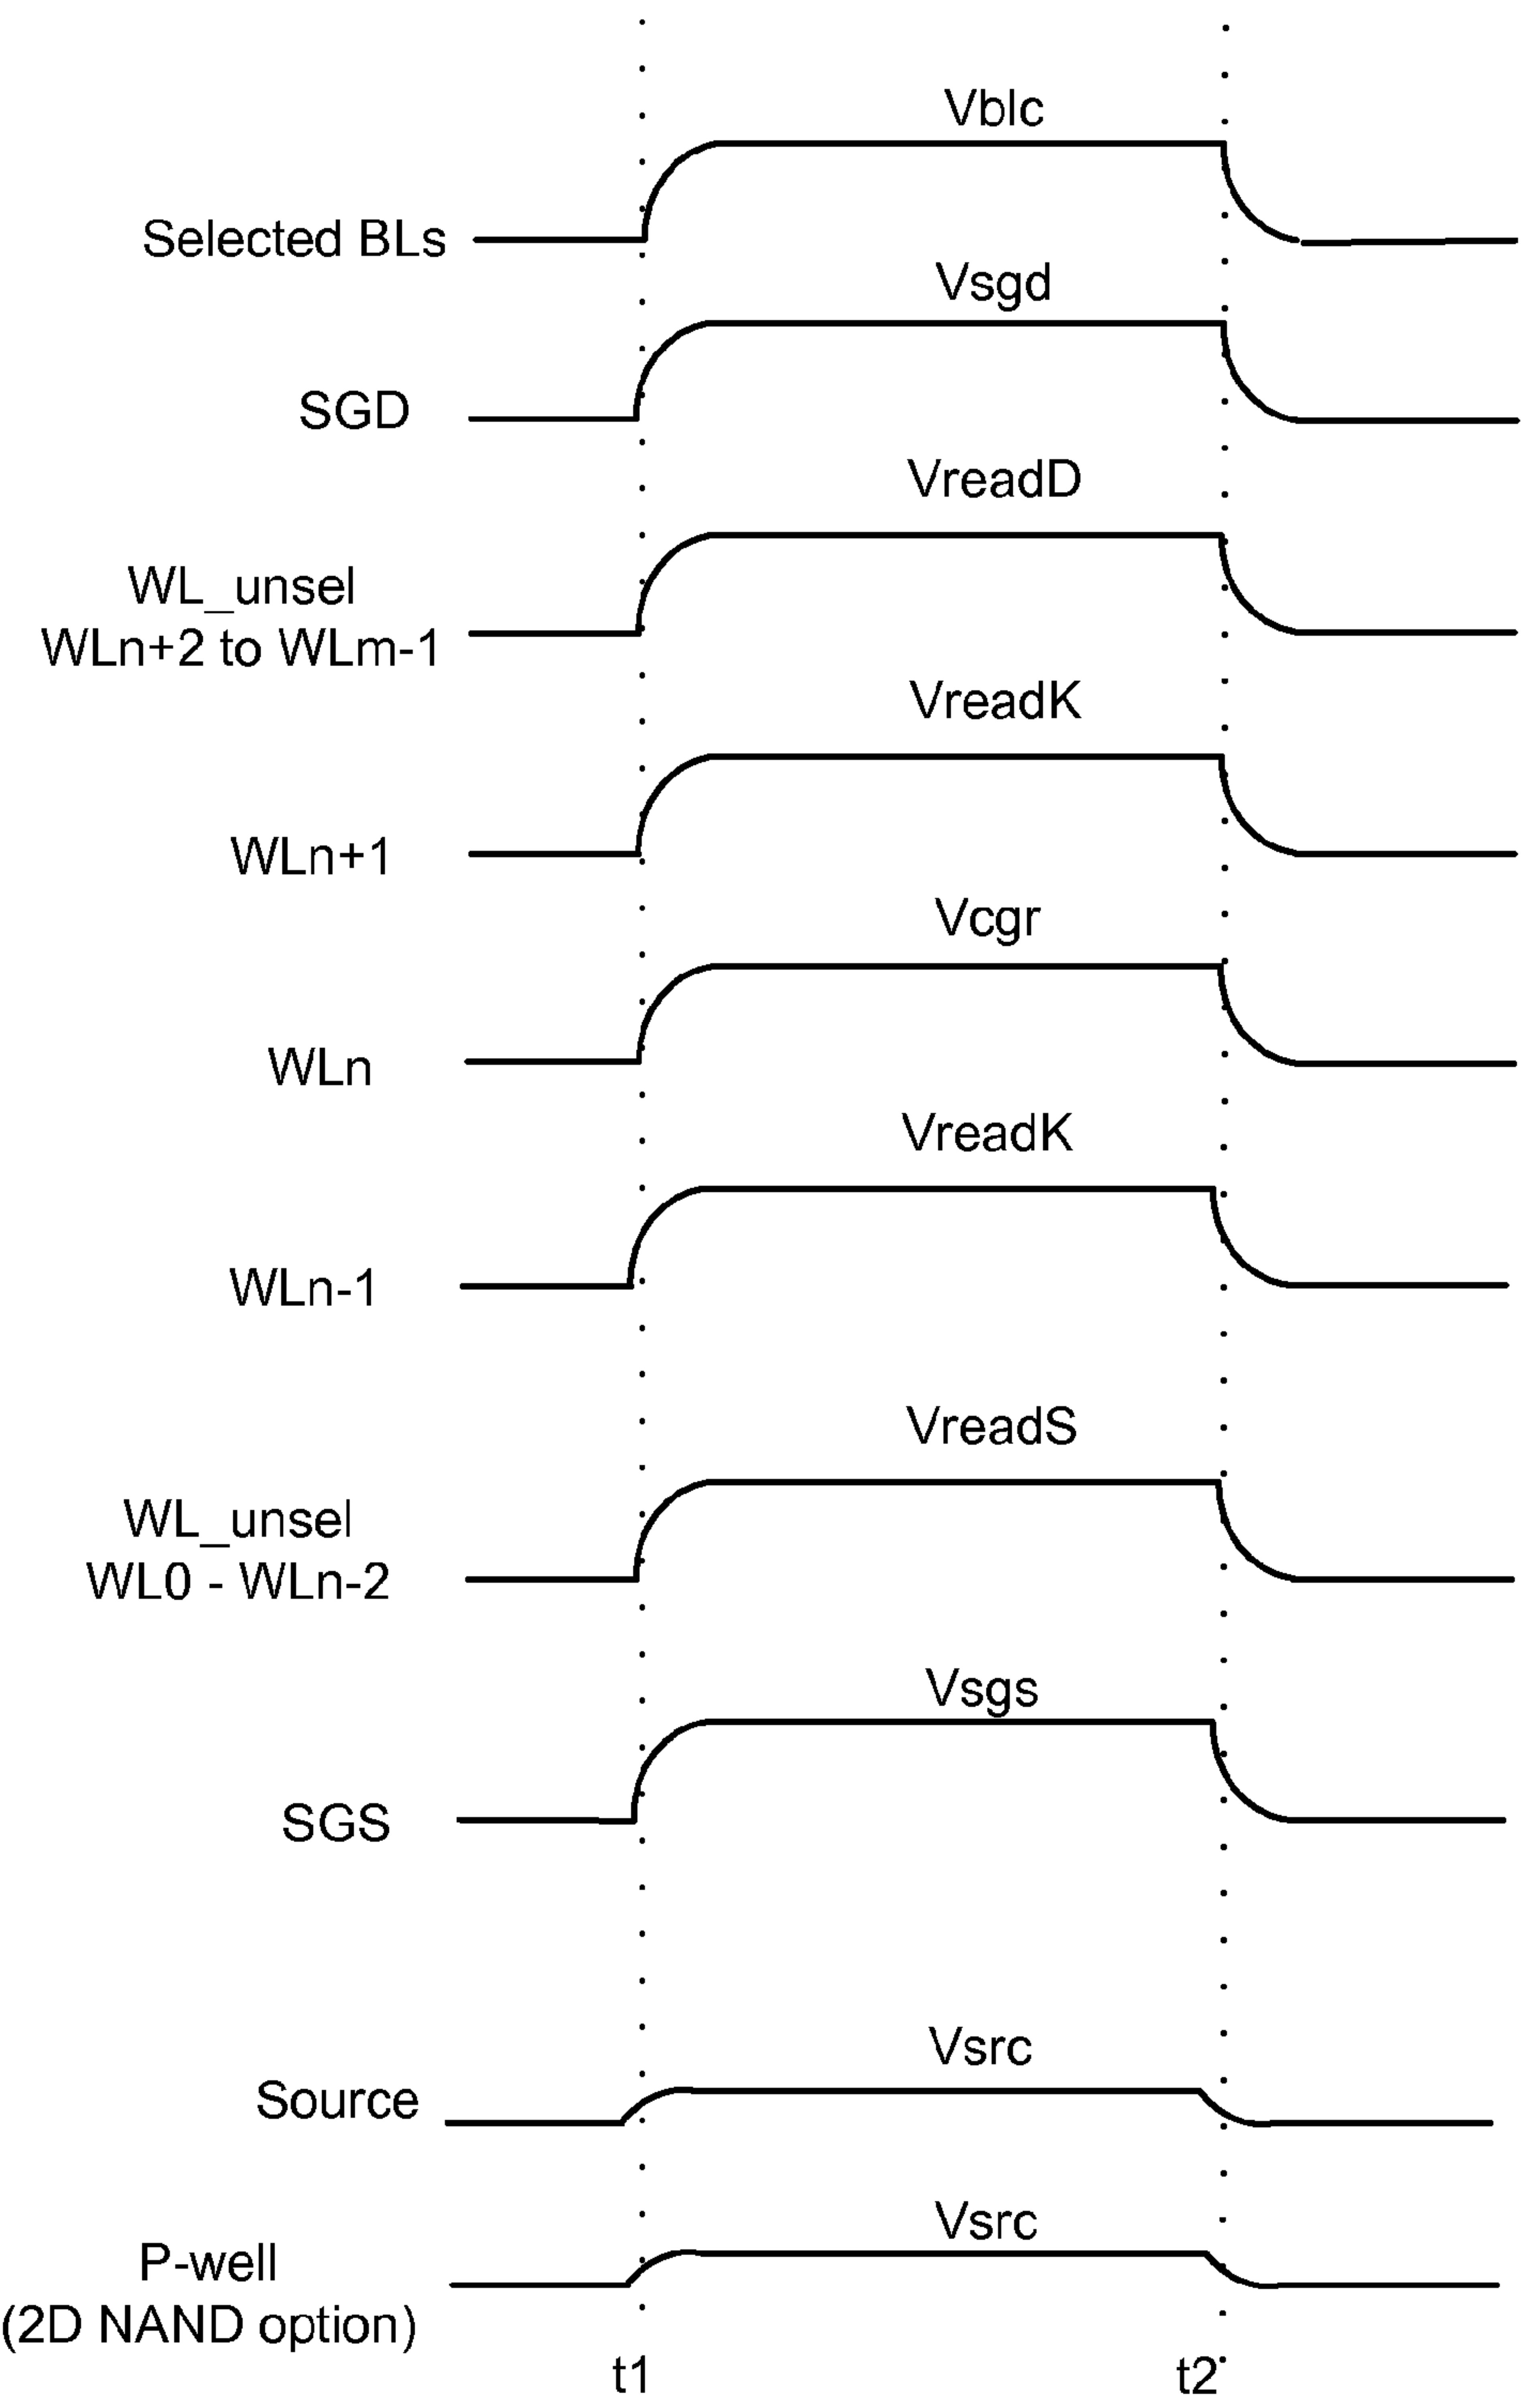 Vblc
Selected BLs
Vsgd
SGD
VreadD
WL_unsel
WLn+2 to WLm-1
VreadK
WLn+1
Vcgr
WLn
VreadK
WLn-1
VreadS
WL_unsel
WL0 - WLn-2
Vsgs
SGS
Vsrc
Source
Vsrc
P-well
(2D NAND option)
t1 t2